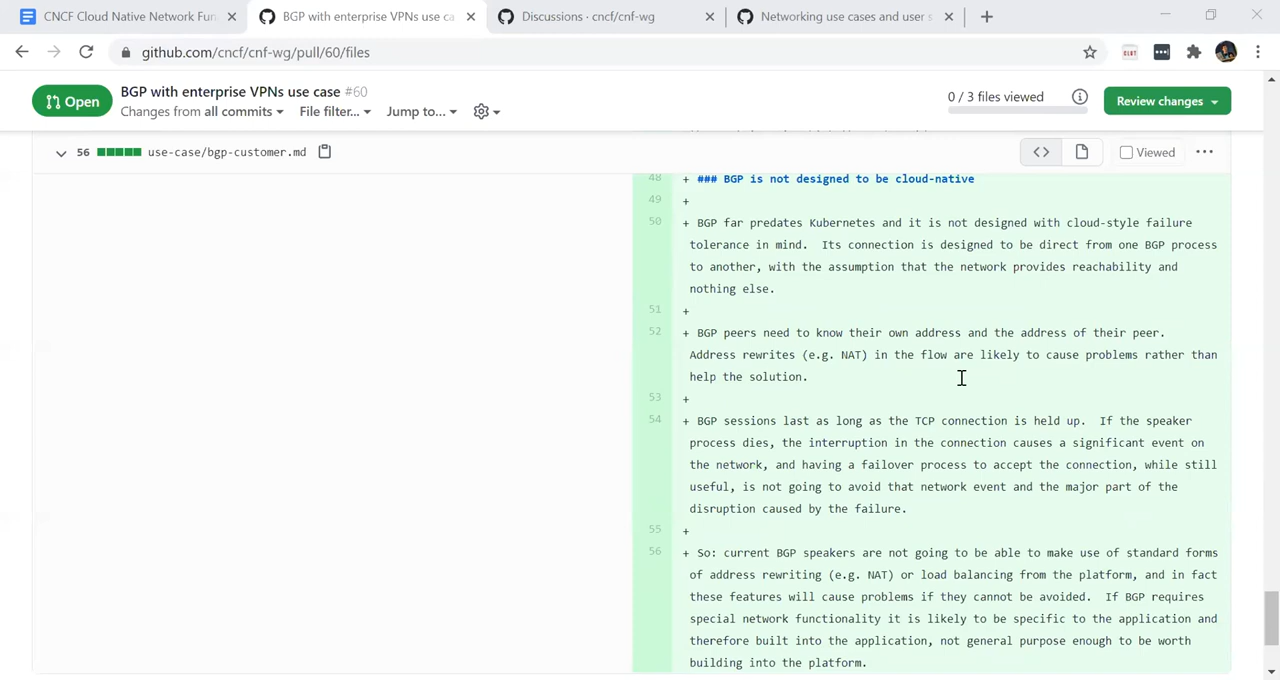 CNCF Cloud Native Network Fun
BGP with enterprise VPNs use ca
Discussions · cncf/cnf-wg
Networking use cases and user s
github.com/cncf/cnf-wg/pull/60/files
Open
BGP with enterprise VPNs use case #60
Changes from all commits
File filter...
Jump to...
0 / 3 files viewed
Review changes
56
use-case/bgp-customer.md
Viewed
48 + ### BGP is not designed to be cloud-native
49 +
50 + BGP far predates Kubernetes and it is not designed with cloud-style failure
tolerance in mind.  Its connection is designed to be direct from one BGP process
to another, with the assumption that the network provides reachability and
nothing else.
51 +
52 + BGP peers need to know their own address and the address of their peer.
Address rewrites (e.g. NAT) in the flow are likely to cause problems rather than
help the solution.
53 +
54 + BGP sessions last as long as the TCP connection is held up.  If the speaker
process dies, the interruption in the connection causes a significant event on
the network, and having a failover process to accept the connection, while still
useful, is not going to avoid that network event and the major part of the
disruption caused by the failure.
55 +
56 + So: current BGP speakers are not going to be able to make use of standard forms
of address rewriting (e.g. NAT) or load balancing from the platform, and in fact
these features will cause problems if they cannot be avoided.  If BGP requires
special network functionality it is likely to be specific to the application and
therefore built into the application, not general purpose enough to be worth
building into the platform.